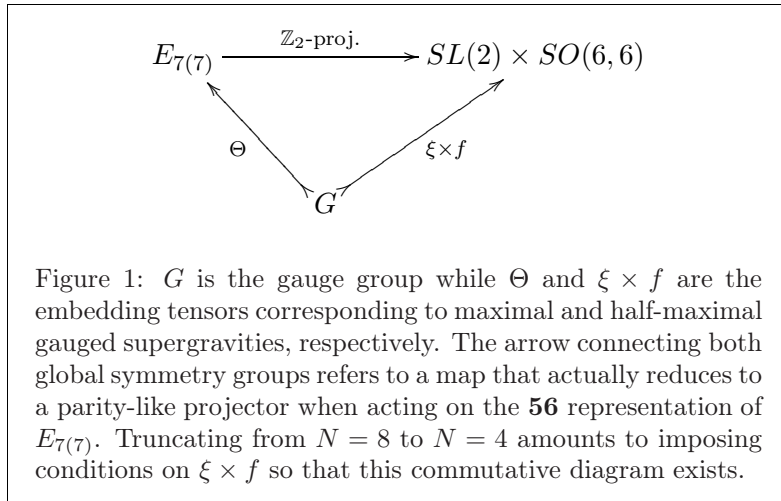 ℤ₂-proj.
E₇₍₇₎ SL(2) × SO(6,6)
Θ ξ×f
G
Figure 1: G is the gauge group while Θ and ξ × f are the
embedding tensors corresponding to maximal and half-maximal
gauged supergravities, respectively. The arrow connecting both
global symmetry groups refers to a map that actually reduces to
a parity-like projector when acting on the 56 representation of
E₇₍₇₎. Truncating from N = 8 to N = 4 amounts to imposing
conditions on ξ × f so that this commutative diagram exists.